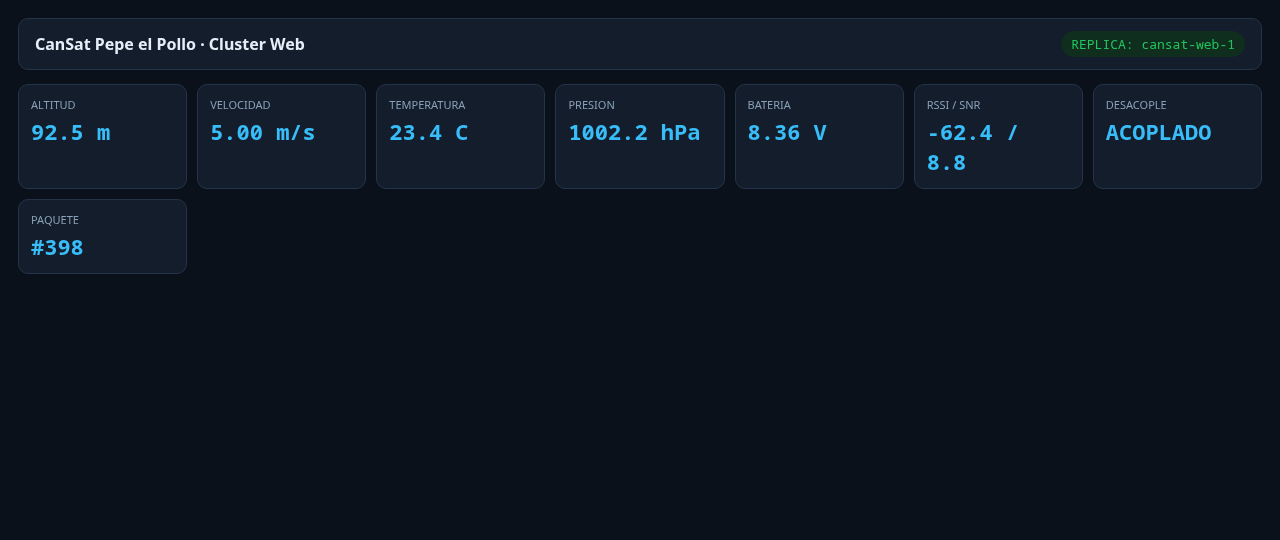 CanSat Pepe el Pollo · Cluster Web
REPLICA: cansat-web-1
ALTITUD
92.5 m
VELOCIDAD
5.00 m/s
TEMPERATURA
23.4 C
PRESION
1002.2 hPa
BATERIA
8.36 V
RSSI / SNR
-62.4 /
8.8
DESACOPLE
ACOPLADO
PAQUETE
#398